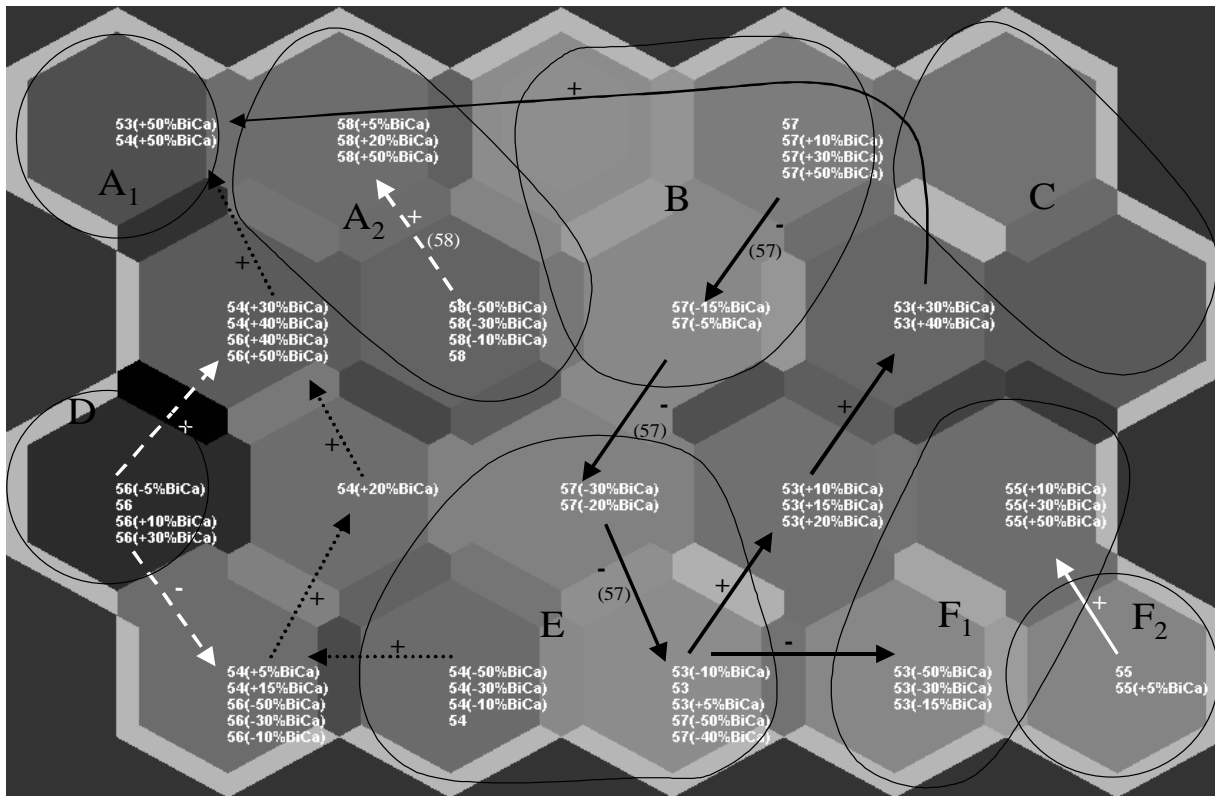 53(+50%BiCa)
54(+50%BiCa)
A1
58(+5%BiCa)
58(+20%BiCa)
58(+50%BiCa)
A2
+
(58)
+
B
57
57(+10%BiCa)
57(+30%BiCa)
57(+50%BiCa)
-
(57)
C
+
54(+30%BiCa)
54(+40%BiCa)
56(+40%BiCa)
56(+50%BiCa)
58(-50%BiCa)
58(-30%BiCa)
58(-10%BiCa)
58
57(-15%BiCa)
57(-5%BiCa)
53(+30%BiCa)
53(+40%BiCa)
D
+
+
-
(57)
+
56(-5%BiCa)
56
56(+10%BiCa)
56(+30%BiCa)
54(+20%BiCa)
57(-30%BiCa)
57(-20%BiCa)
53(+10%BiCa)
53(+15%BiCa)
53(+20%BiCa)
55(+10%BiCa)
55(+30%BiCa)
55(+50%BiCa)
-
+
-
(57)
+
+
E
F1
F2
54(+5%BiCa)
54(+15%BiCa)
56(-50%BiCa)
56(-30%BiCa)
56(-10%BiCa)
+
54(-50%BiCa)
54(-30%BiCa)
54(-10%BiCa)
54
53(-10%BiCa)
53
53(+5%BiCa)
57(-50%BiCa)
57(-40%BiCa)
-
53(-50%BiCa)
53(-30%BiCa)
53(-15%BiCa)
55
55(+5%BiCa)